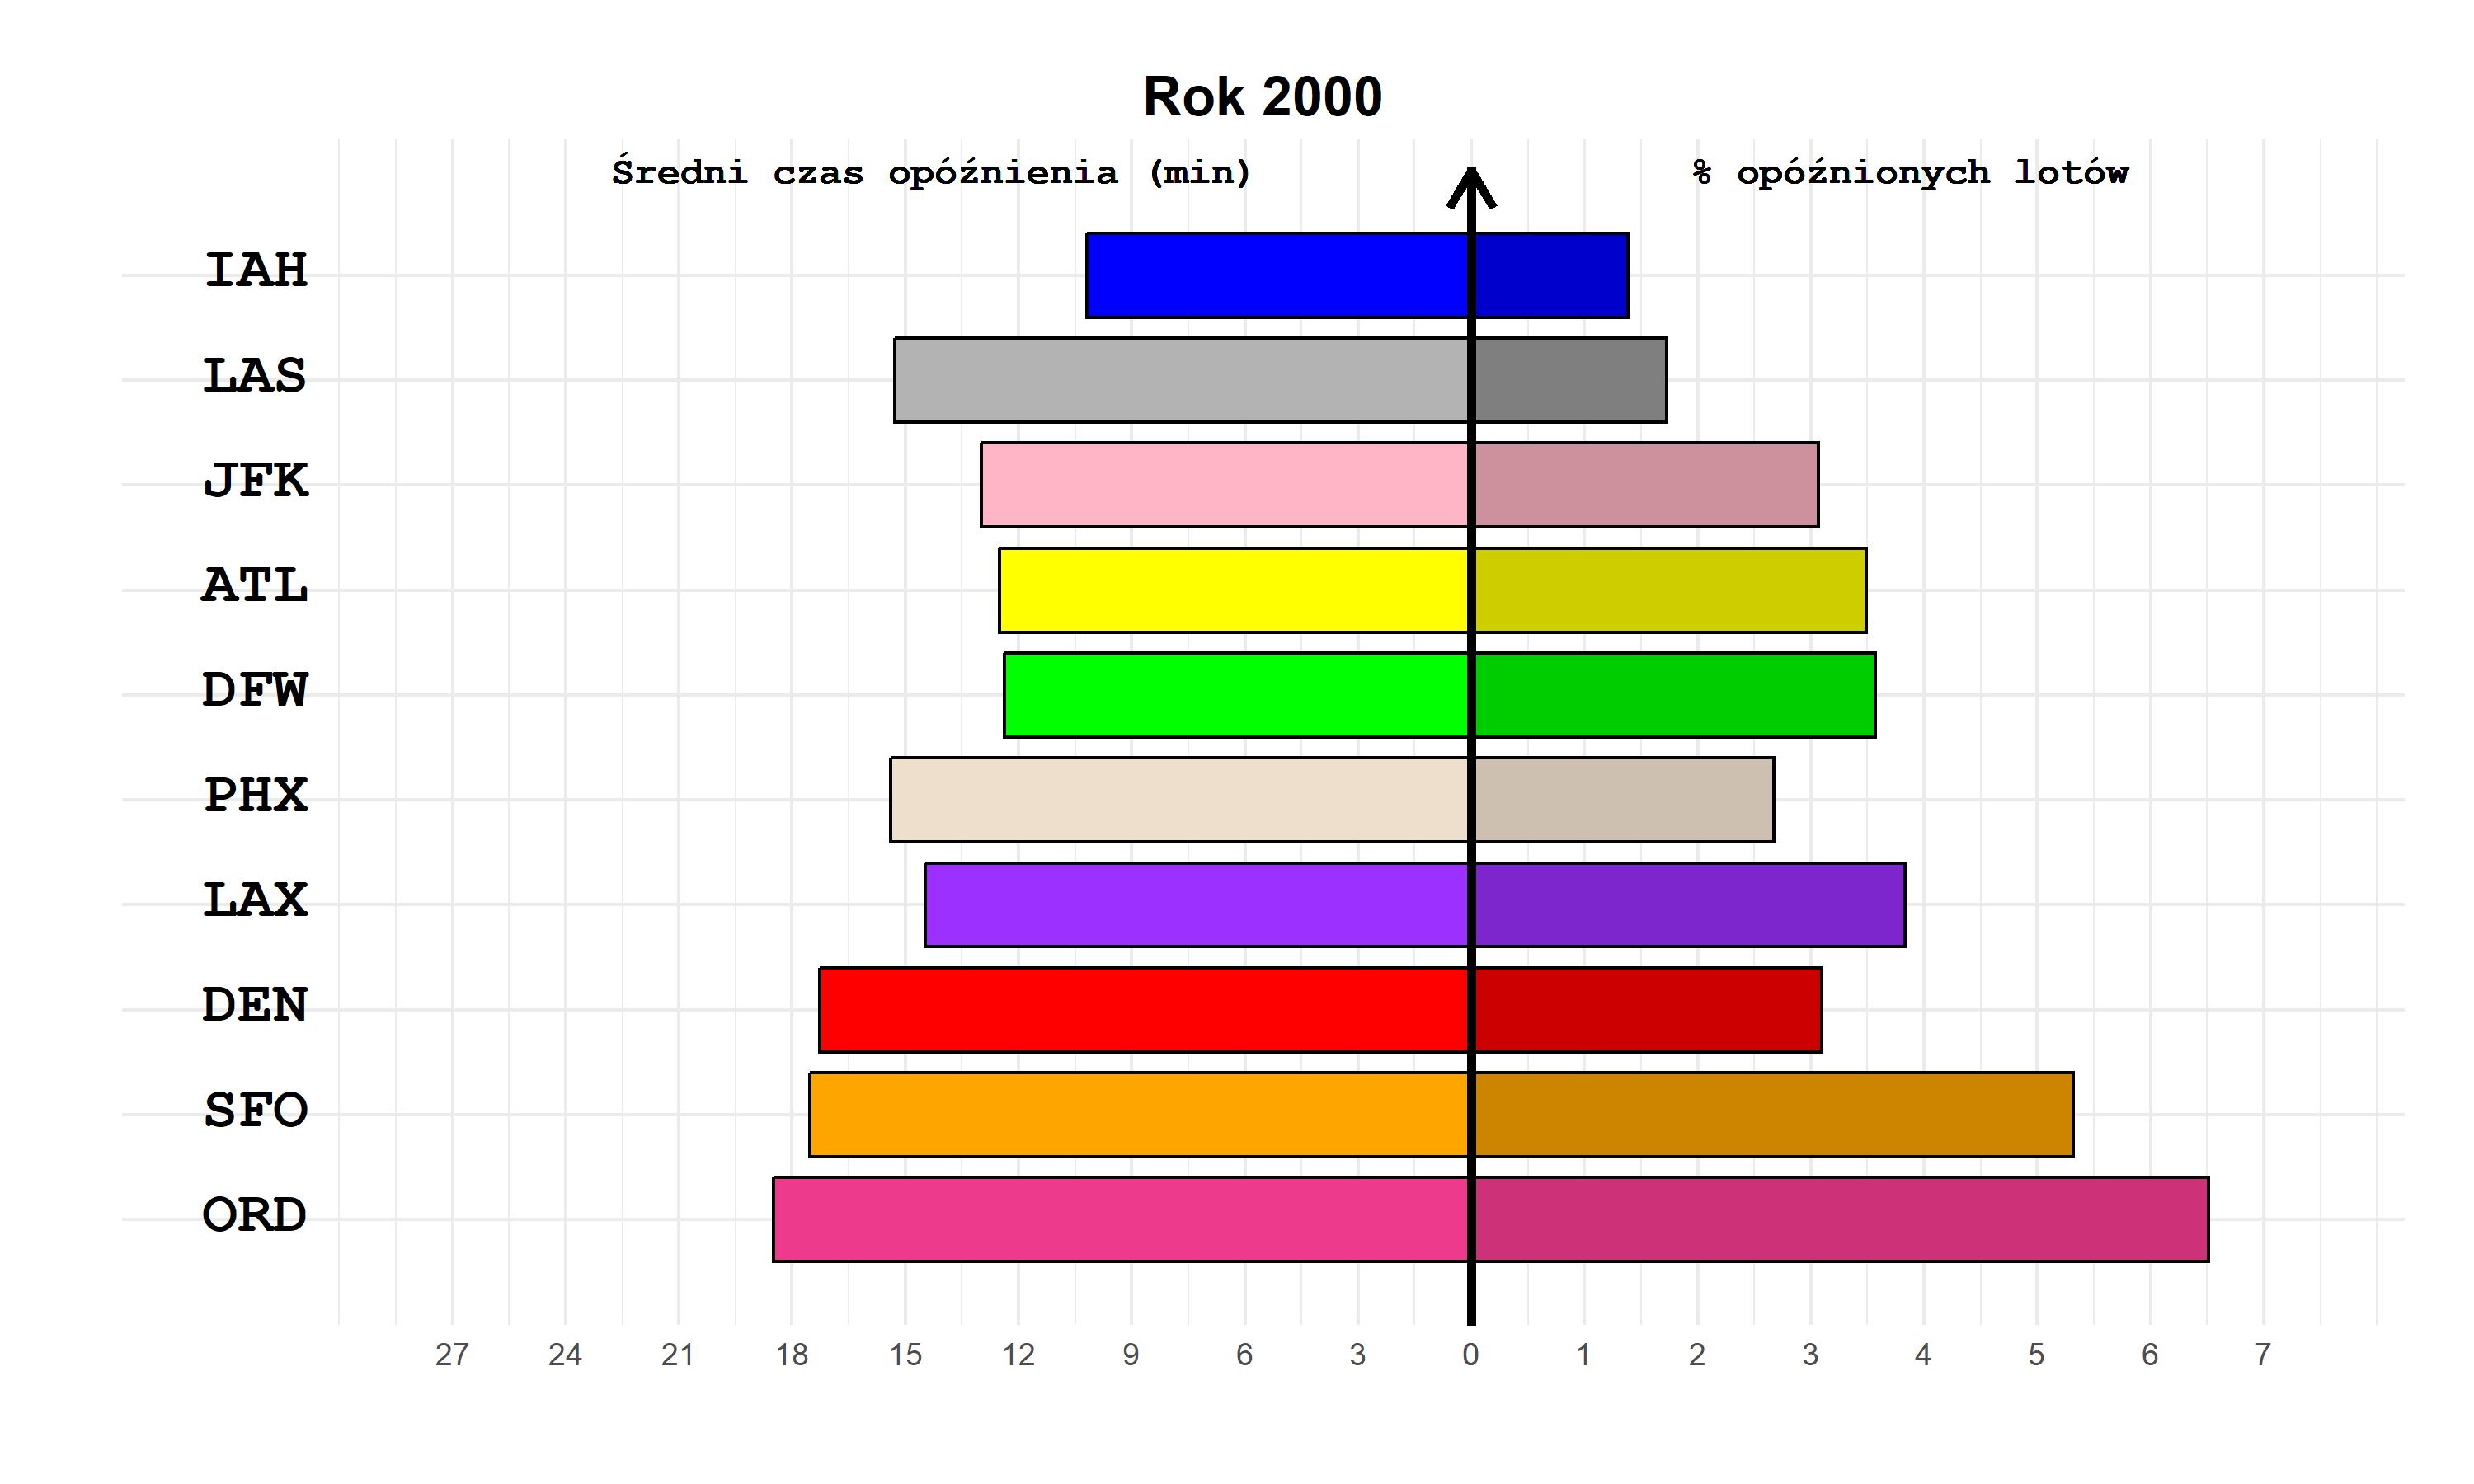 Rok 2000
Średni czas opóźnienia (min) % opóźnionych lotów
IAH
LAS
JFK
ATL
DFW
PHX
LAX
DEN
SFO
ORD
27 24 21 18 15 12 9 6 3 0 1 2 3 4 5 6 7